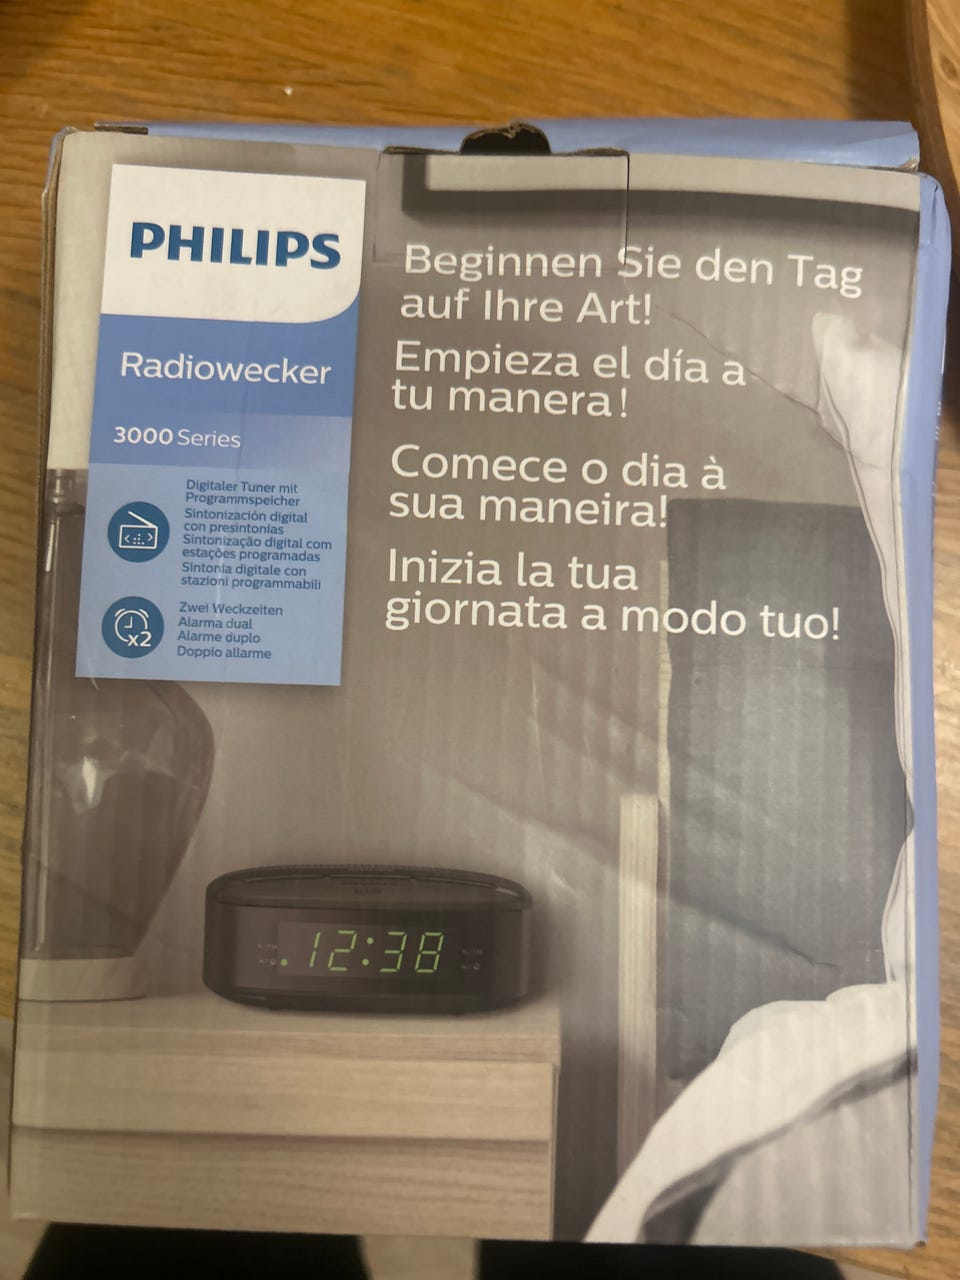 PHILIPS
Radiowecker
3000 Series
Digitaler Tuner mit
Programmspeicher
Sintonización digital
con presintonías
Sintonização digital com
estações programadas
Sintonia digitale con
stazioni programmabili
x2
Zwei Weckzeiten
Alarma dual
Alarme duplo
Doppio allarme
Beginnen Sie den Tag
auf Ihre Art!
Empieza el día a
tu manera!
Comece o dia à
sua maneira!
Inizia la tua
giornata a modo tuo!
12:38